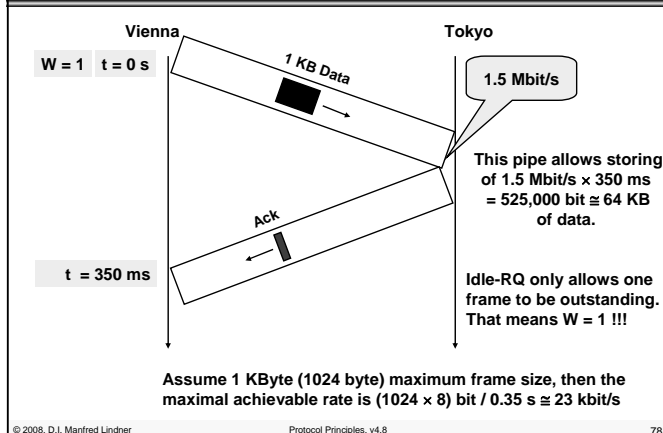 Vienna
Tokyo
W = 1
t = 0 s
1 KB Data
1.5 Mbit/s
This pipe allows storing
of 1.5 Mbit/s × 350 ms
= 525,000 bit ≅ 64 KB
of data.
Ack
t = 350 ms
Idle-RQ only allows one
frame to be outstanding.
That means W = 1 !!!
Assume 1 KByte (1024 byte) maximum frame size, then the
maximal achievable rate is (1024 × 8) bit / 0.35 s ≅ 23 kbit/s
© 2008, D.I. Manfred Lindner
Protocol Principles, v4.8
78